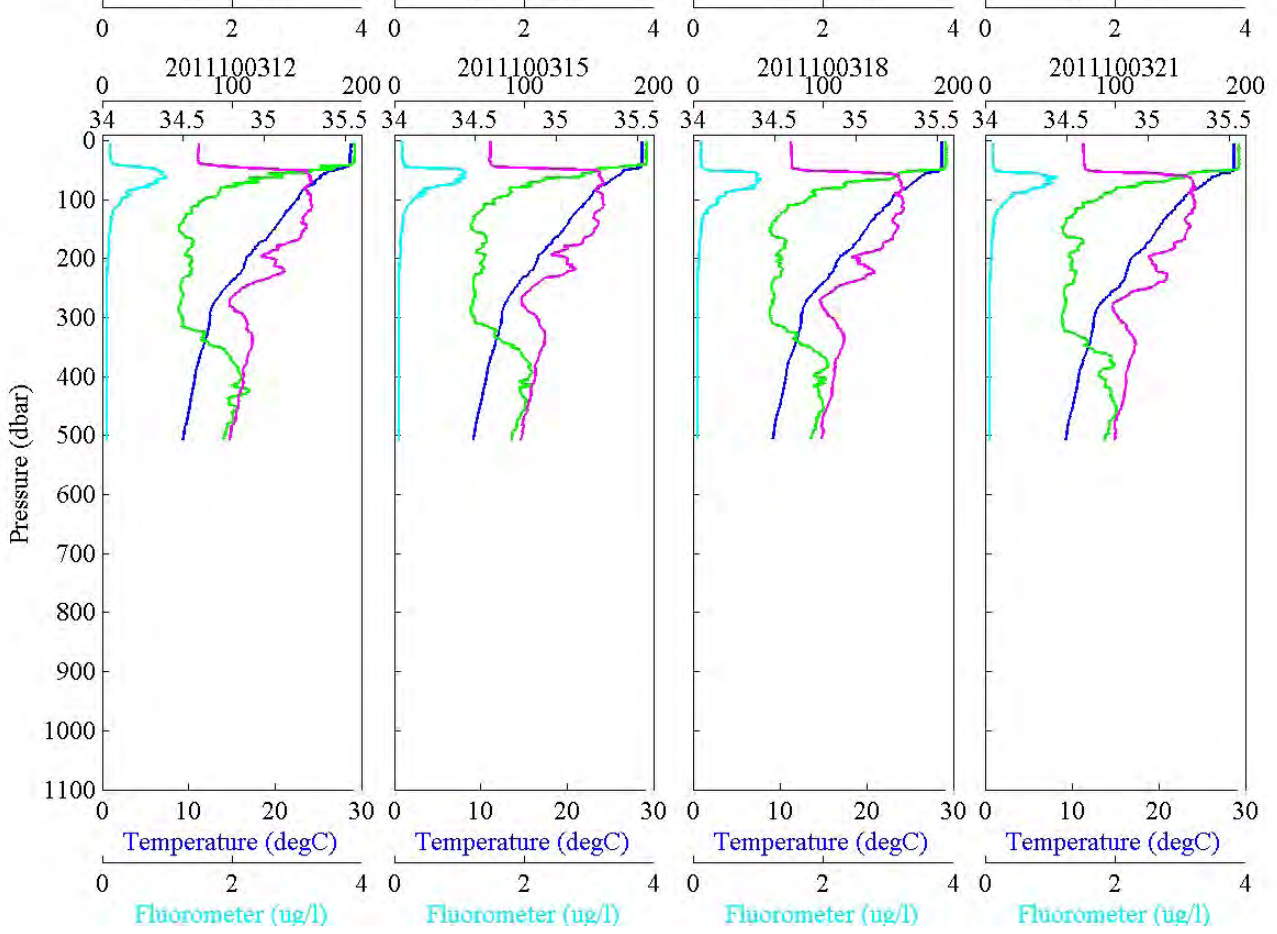 0 2 4 0 2 4 0 2 4 0 2 4
2011100312 2011100315 2011100318 2011100321
0 100 200 0 100 200 0 100 200 0 100 200
34 34.5 35 35.5 34 34.5 35 35.5 34 34.5 35 35.5 34 34.5 35 35.5
0
100
200
300
400
500
600
700
800
900
1000
1100
Pressure (dbar)
0 10 20 30 0 10 20 30 0 10 20 30 0 10 20 30
Temperature (degC) Temperature (degC) Temperature (degC) Temperature (degC)
0 2 4 0 2 4 0 2 4 0 2 4
Fluorometer (ug/l) Fluorometer (ug/l) Fluorometer (ug/l) Fluorometer (ug/l)